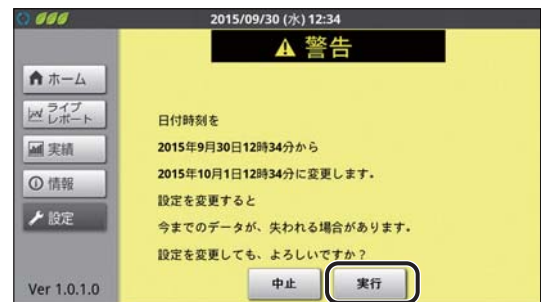 2015/09/30 (水) 12:34
警告
ホーム
ライブ
レポート
実績
情報
設定
日付時刻を
2015年9月30日12時34分から
2015年10月1日12時34分に変更します。
設定を変更すると
今までのデータが、失われる場合があります。
設定を変更しても、よろしいですか？
中止
実行
Ver 1.0.1.0